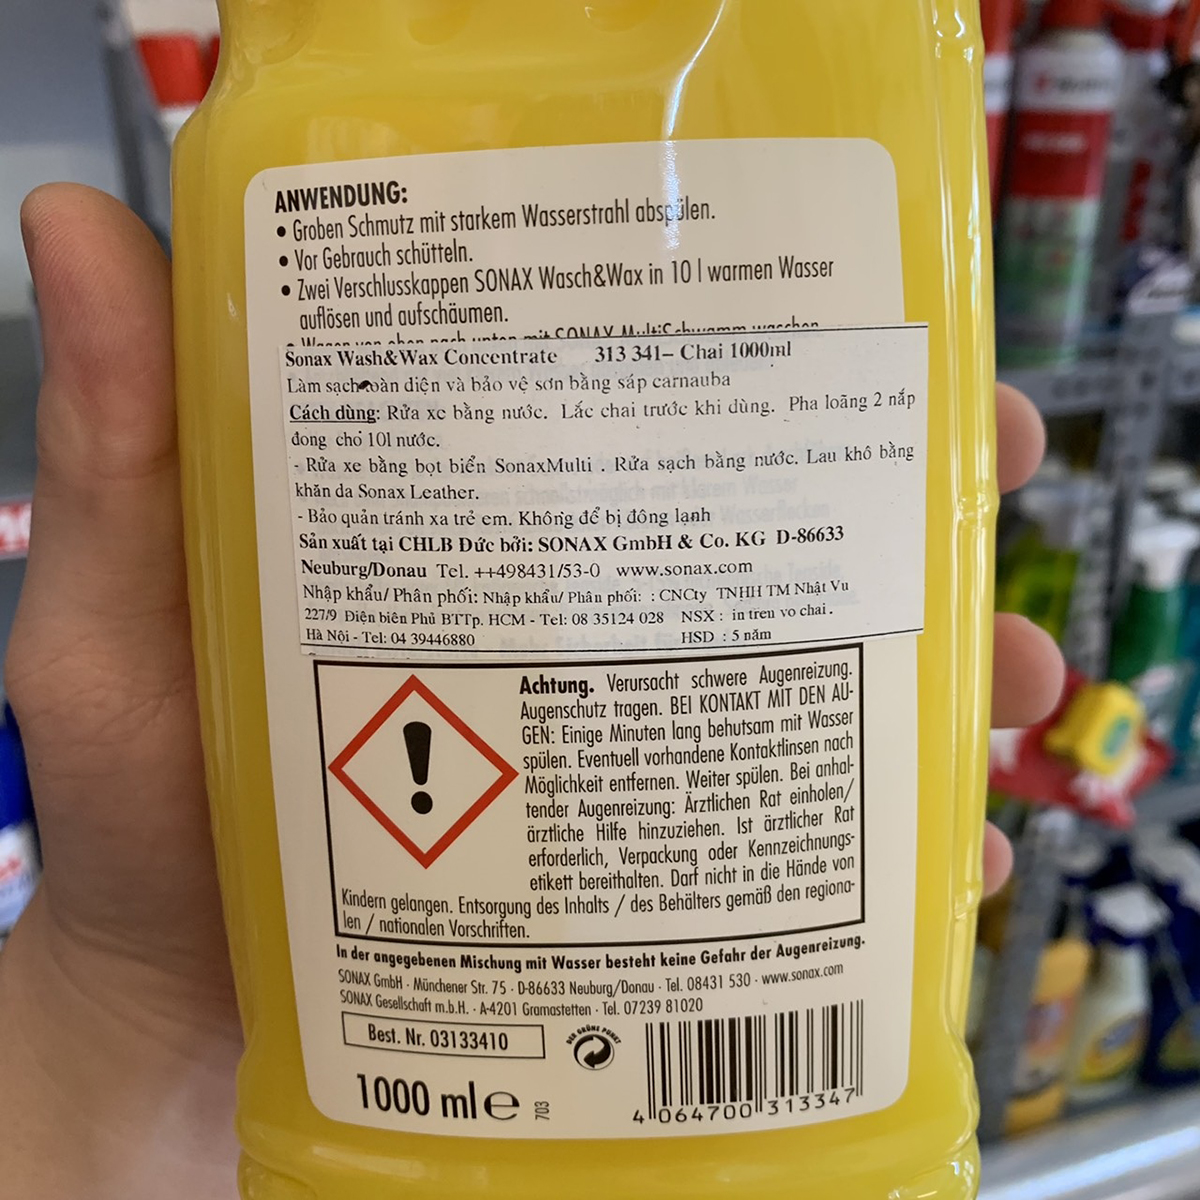 ANWENDUNG:
• Groben Schmutz mit starkem Wasserstrahl abspülen.
• Vor Gebrauch schütteln.
• Zwei Verschlusskappen SONAX Wasch&Wax in 10 l warmen Wasser
auflösen und aufschäumen.
• Wagen von oben nach unten mit SONAX MultiSchwamm waschen
Sonax Wash&Wax Concentrate 313 341– Chai 1000ml
Làm sạch toàn diện và bảo vệ sơn bằng sáp carnauba
Cách dùng: Rửa xe bằng nước. Lắc chai trước khi dùng. Pha loãng 2 nắp
đong cho 10l nước.
- Rửa xe bằng bọt biển SonaxMulti . Rửa sạch bằng nước. Lau khô bằng
khăn da Sonax Leather.
- Bảo quản tránh xa trẻ em. Không để bị đông lạnh
Sản xuất tại CHLB Đức bởi: SONAX GmbH & Co. KG D-86633
Neuburg/Donau Tel. ++498431/53-0 www.sonax.com
Nhập khẩu/ Phân phối: Nhập khẩu/ Phân phối: : CNCty TNHH TM Nhật Vu
227/9 Điện biên Phủ BTTp. HCM - Tel: 08 35124 028 NSX : in tren vo chai .
Hà Nội - Tel: 04 39446880 HSD : 5 năm
Achtung. Verursacht schwere Augenreizung.
Augenschutz tragen. BEI KONTAKT MIT DEN AU-
GEN: Einige Minuten lang behutsam mit Wasser
spülen. Eventuell vorhandene Kontaktlinsen nach
Möglichkeit entfernen. Weiter spülen. Bei anhal-
tender Augenreizung: Ärztlichen Rat einholen/
ärztliche Hilfe hinzuziehen. Ist ärztlicher Rat
erforderlich, Verpackung oder Kennzeichnungs-
etikett bereithalten. Darf nicht in die Hände von
Kindern gelangen. Entsorgung des Inhalts / des Behälters gemäß den regiona-
len / nationalen Vorschriften.
In der angegebenen Mischung mit Wasser besteht keine Gefahr der Augenreizung.
SONAX GmbH · Münchener Str. 75 · D-86633 Neuburg/Donau · Tel. 08431 530 · www.sonax.com
SONAX Gesellschaft m.b.H. · A-4201 Gramastetten · Tel. 07239 81020
Best. Nr. 03133410
DER GRÜNE PUNKT
1000 ml e
703
4 064700 313347